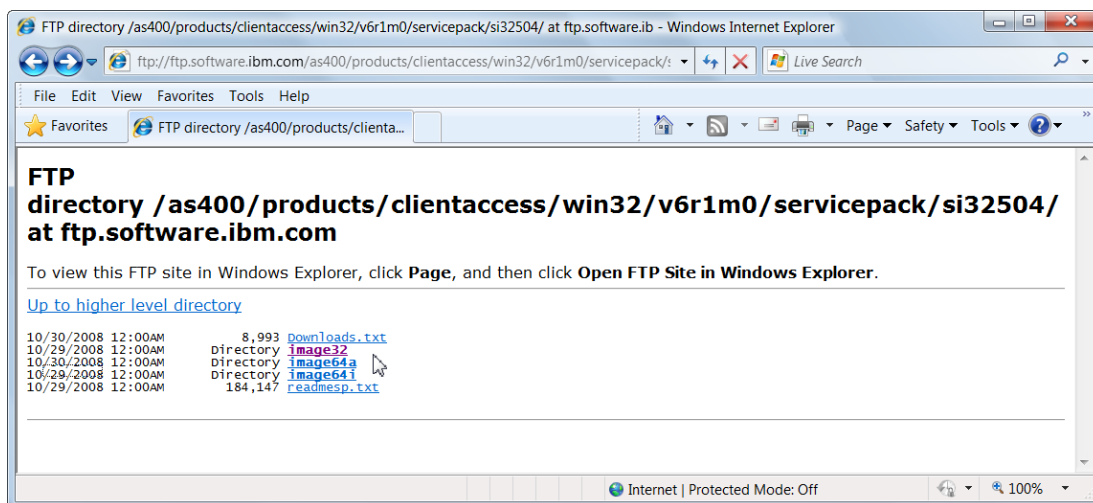 FTP directory /as400/products/clientaccess/win32/v6r1m0/servicepack/si32504/ at ftp.software.ib - Windows Internet Explorer
ftp://ftp.software.ibm.com/as400/products/clientaccess/win32/v6r1m0/servicepack/s
Live Search
File Edit View Favorites Tools Help
Favorites FTP directory /as400/products/clienta... Page Safety Tools
FTP
directory /as400/products/clientaccess/win32/v6r1m0/servicepack/si32504/
at ftp.software.ibm.com
To view this FTP site in Windows Explorer, click Page, and then click Open FTP Site in Windows Explorer.
Up to higher level directory
10/30/2008 12:00AM 8,993 Downloads.txt
10/29/2008 12:00AM Directory image32
10/30/2008 12:00AM Directory image64a
10/29/2008 12:00AM Directory image64i
10/29/2008 12:00AM 184,147 readmesp.txt
Internet | Protected Mode: Off 100%